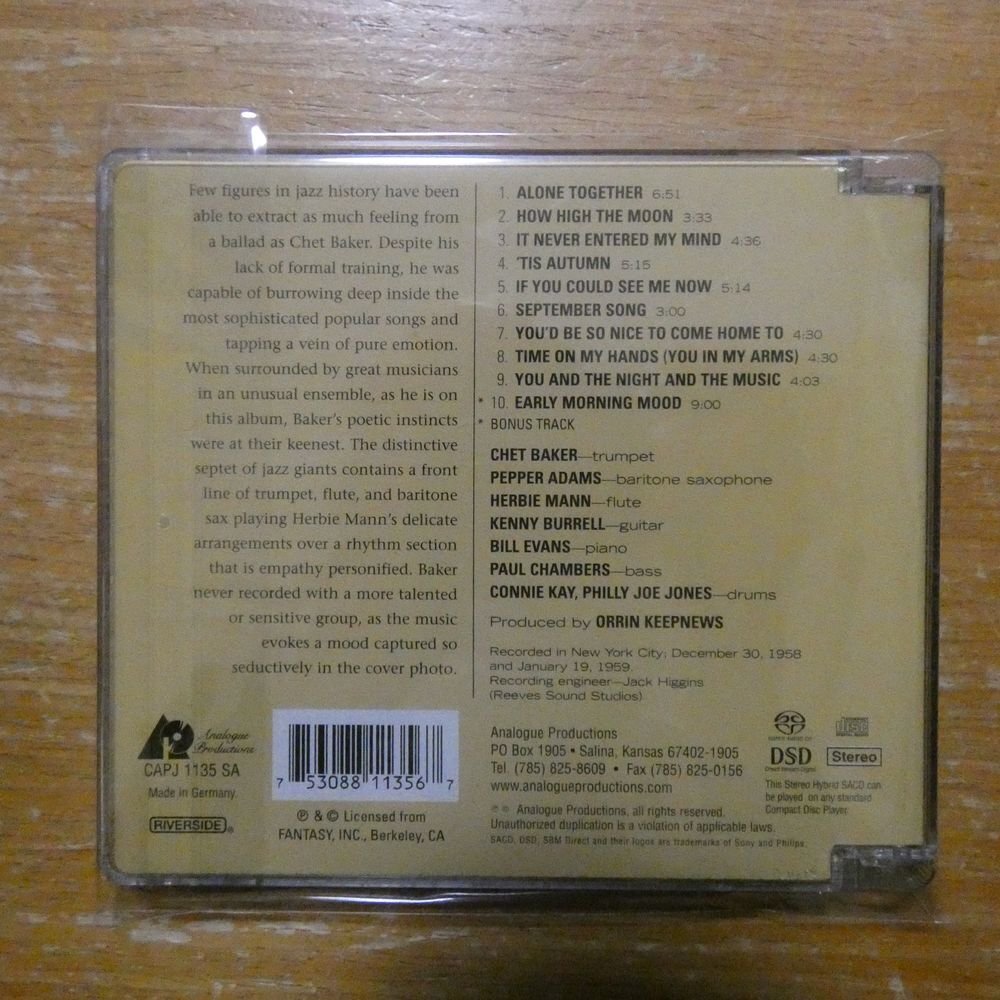 Few figures in jazz history have been
able to extract as much feeling from
a ballad as Chet Baker. Despite his
lack of formal training, he was
capable of burrowing deep inside the
most sophisticated popular songs and
tapping a vein of pure emotion.
When surrounded by great musicians
in an unusual ensemble, as he is on
this album, Baker's poetic instincts
were at their keenest. The distinctive
septet of jazz giants contains a front
line of trumpet, flute, and baritone
sax playing Herbie Mann's delicate
arrangements over a rhythm section
that is empathy personified. Baker
never recorded with a more talented
or sensitive group, as the music
evokes a mood captured so
seductively in the cover photo.
1. ALONE TOGETHER 6:51
2. HOW HIGH THE MOON 3:33
3. IT NEVER ENTERED MY MIND 4:36
4. 'TIS AUTUMN 5:15
5. IF YOU COULD SEE ME NOW 5:14
6. SEPTEMBER SONG 3:00
7. YOU'D BE SO NICE TO COME HOME TO 4:30
8. TIME ON MY HANDS (YOU IN MY ARMS) 4:30
9. YOU AND THE NIGHT AND THE MUSIC 4:03
* 10. EARLY MORNING MOOD 9:00
* BONUS TRACK
CHET BAKER—trumpet
PEPPER ADAMS—baritone saxophone
HERBIE MANN—flute
KENNY BURRELL—guitar
BILL EVANS—piano
PAUL CHAMBERS—bass
CONNIE KAY, PHILLY JOE JONES—drums
Produced by ORRIN KEEPNEWS
Recorded in New York City; December 30, 1958
and January 19, 1959.
Recording engineer—Jack Higgins
(Reeves Sound Studios)
Analogue
Productions
CAPJ 1135 SA
Made in Germany.
RIVERSIDE®
7 53088 11356 7
℗ & © Licensed from
FANTASY, INC., Berkeley, CA
Analogue Productions
PO Box 1905 • Salina, Kansas 67402-1905
Tel. (785) 825-8609 • Fax (785) 825-0156
www.analogueproductions.com
℗ © Analogue Productions, all rights reserved.
Unauthorized duplication is a violation of applicable laws.
SACD, DSD, SBM Direct and their logos are trademarks of Sony and Philips.
SUPER AUDIO CD
DSD
Direct Stream Digital
COMPACT disc DIGITAL AUDIO
Stereo
This Stereo Hybrid SACD can
be played on any standard
Compact Disc Player.